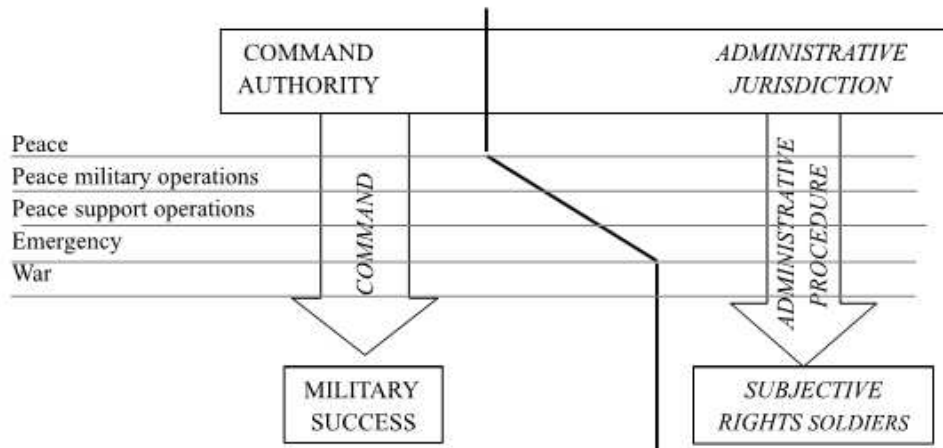 COMMAND
AUTHORITY
ADMINISTRATIVE
JURISDICTION
Peace
Peace military operations
Peace support operations
Emergency
War
COMMAND
ADMINISTRATIVE
PROCEDURE
MILITARY
SUCCESS
SUBJECTIVE
RIGHTS SOLDIERS